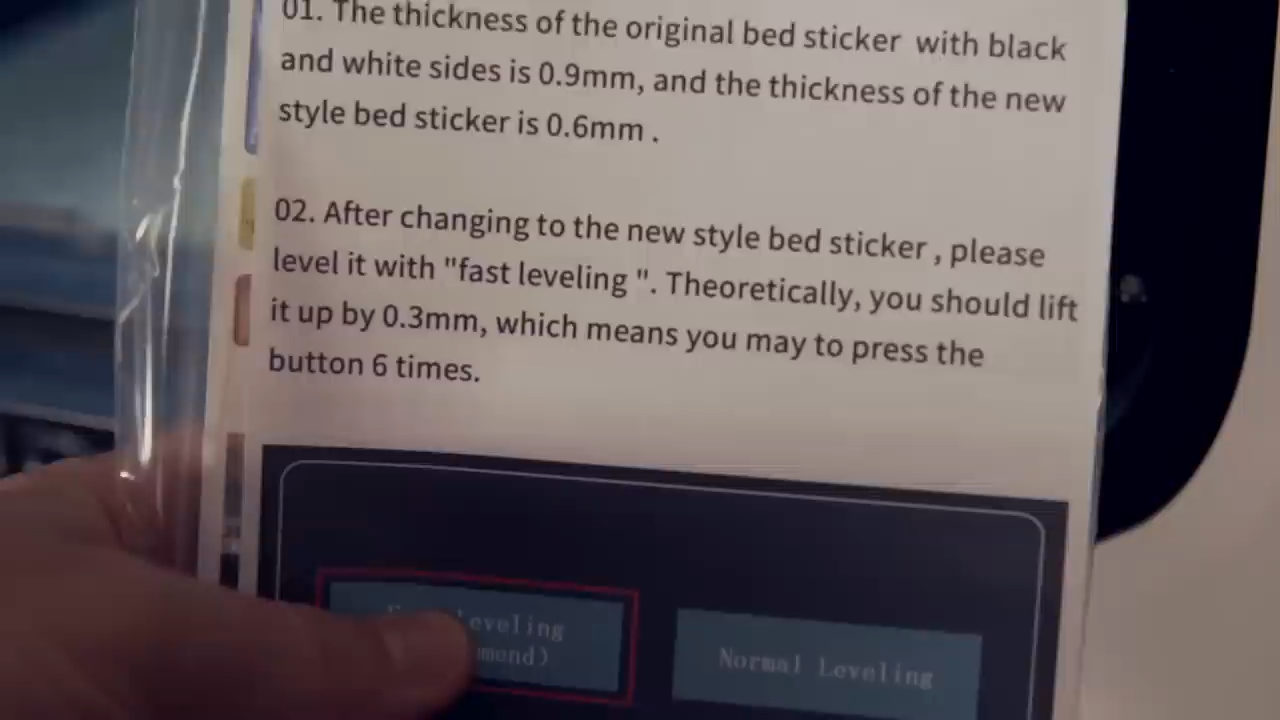 01. The thickness of the original bed sticker with black
and white sides is 0.9mm, and the thickness of the new
style bed sticker is 0.6mm .
02. After changing to the new style bed sticker , please
level it with "fast leveling ". Theoretically, you should lift
it up by 0.3mm, which means you may to press the
button 6 times.
Normal Leveling